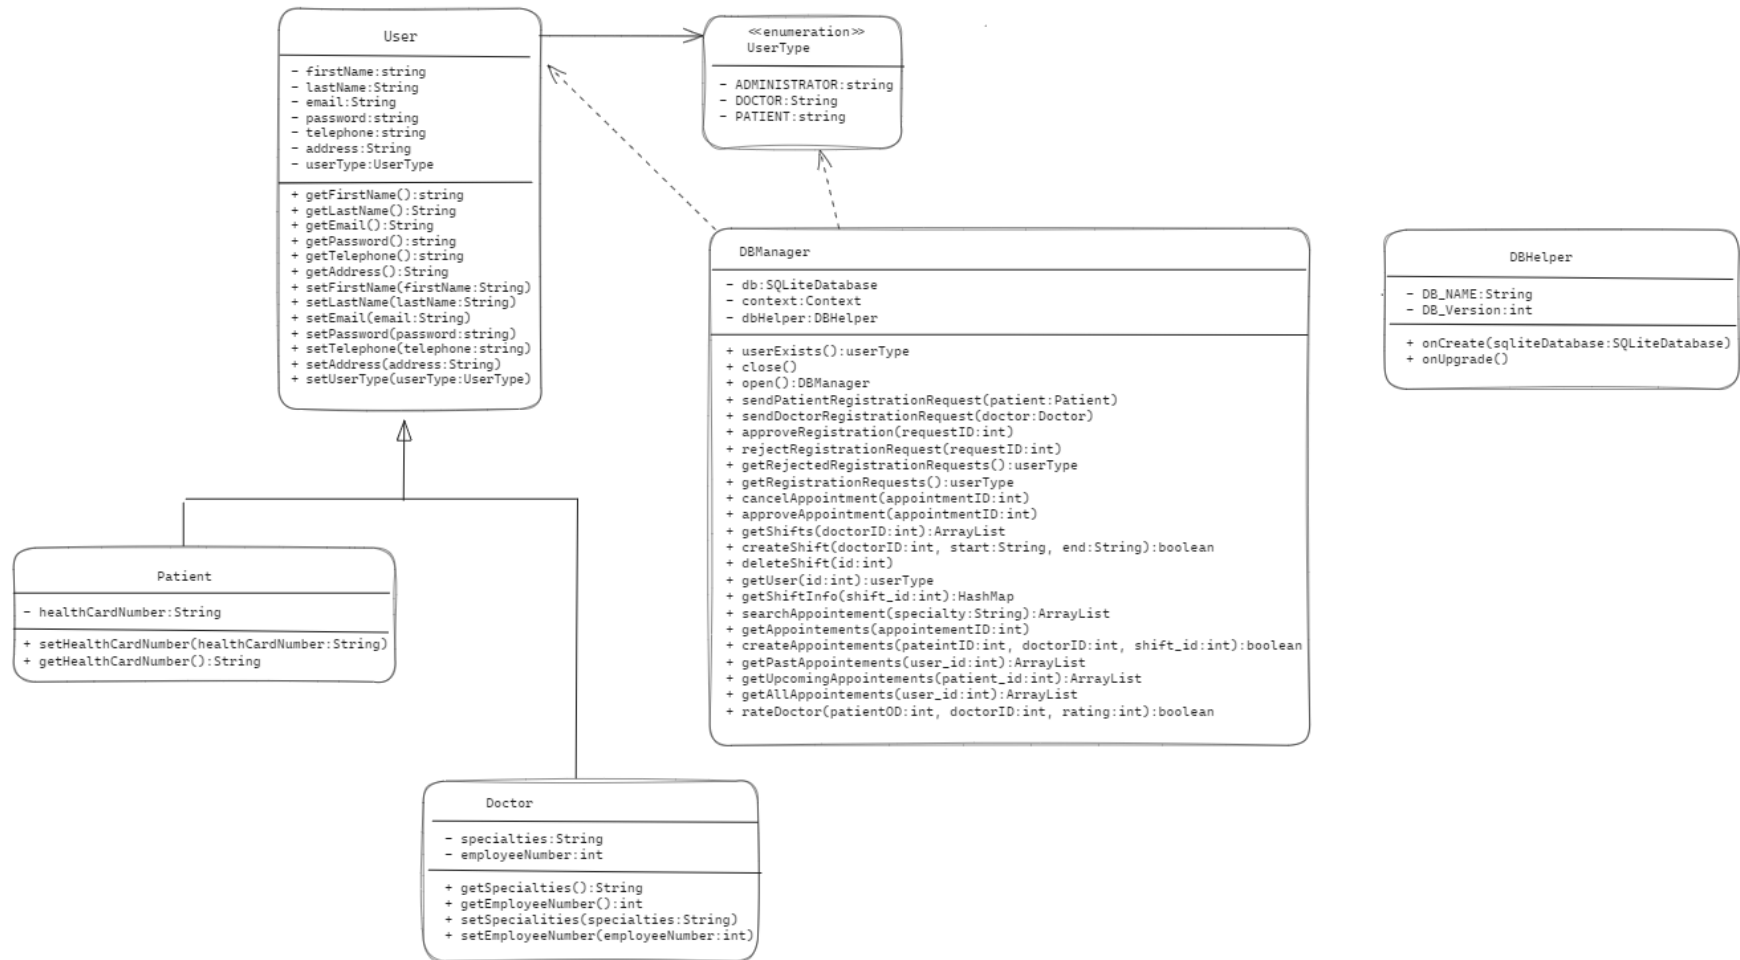 User
- firstName:string
- lastName:String
- email:String
- password:string
- telephone:string
- address:String
- userType:UserType
+ getFirstName():string
+ getLastName():String
+ getEmail():String
+ getPassword():string
+ getTelephone():string
+ getAddress():String
+ setFirstName(firstName:String)
+ setLastName(lastName:String)
+ setEmail(email:String)
+ setPassword(password:string)
+ setTelephone(telephone:string)
+ setAddress(address:String)
+ setUserType(userType:UserType)
<<enumeration>>
UserType
- ADMINISTRATOR:string
- DOCTOR:String
- PATIENT:string
DBManager
- db:SQLiteDatabase
- context:Context
- dbHelper:DBHelper
+ userExists():userType
+ close()
+ open():DBManager
+ sendPatientRegistrationRequest(patient:Patient)
+ sendDoctorRegistrationRequest(doctor:Doctor)
+ approveRegistration(requestID:int)
+ rejectRegistrationRequest(requestID:int)
+ getRejectedRegistrationRequests():userType
+ getRegistrationRequests():userType
+ cancelAppointment(appointmentID:int)
+ approveAppointment(appointmentID:int)
+ getShifts(doctorID:int):ArrayList
+ createShift(doctorID:int, start:String, end:String):boolean
+ deleteShift(id:int)
+ getUser(id:int):userType
+ getShiftInfo(shift_id:int):HashMap
+ searchAppointement(specialty:String):ArrayList
+ getAppointements(appointementID:int)
+ createAppointements(pateintID:int, doctorID:int, shift_id:int):boolean
+ getPastAppointements(user_id:int):ArrayList
+ getUpcomingAppointements(patient_id:int):ArrayList
+ getAllAppointements(user_id:int):ArrayList
+ rateDoctor(patientOD:int, doctorID:int, rating:int):boolean
DBHelper
- DB_NAME:String
- DB_Version:int
+ onCreate(sqliteDatabase:SQLiteDatabase)
+ onUpgrade()
Patient
- healthCardNumber:String
+ setHealthCardNumber(healthCardNumber:String)
+ getHealthCardNumber():String
Doctor
- specialties:String
- employeeNumber:int
+ getSpecialties():String
+ getEmployeeNumber():int
+ setSpecialities(specialties:String)
+ setEmployeeNumber(employeeNumber:int)